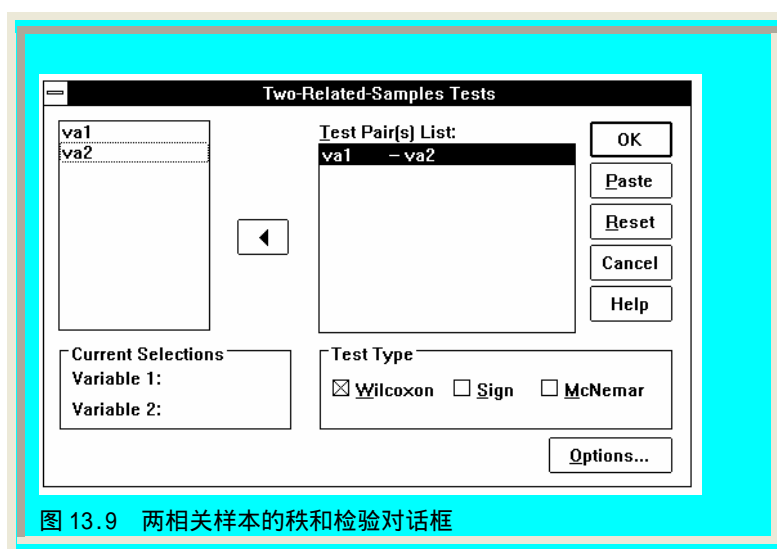 Two-Related-Samples Tests
va1
va2
Test Pair(s) List:
va1 – va2
OK
Paste
Reset
Cancel
Help
Current Selections
Variable 1:
Variable 2:
Test Type
Wilcoxon Sign McNemar
Options...
图 13.9 两相关样本的秩和检验对话框